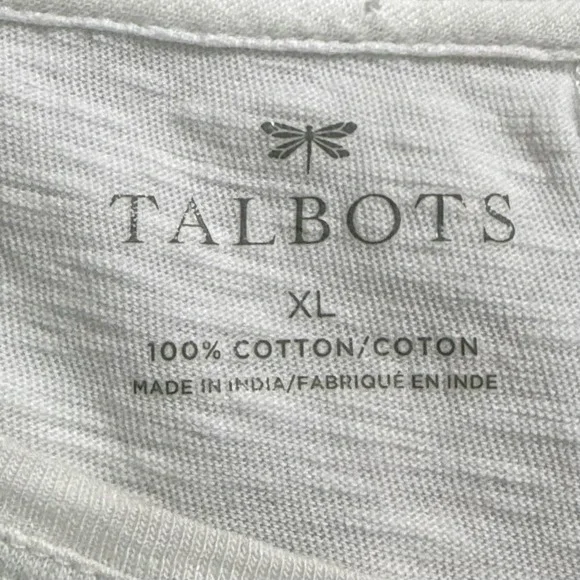 TALBOTS
XL
100% COTTON/COTON
MADE IN INDIA/FABRIQUÉ EN INDE